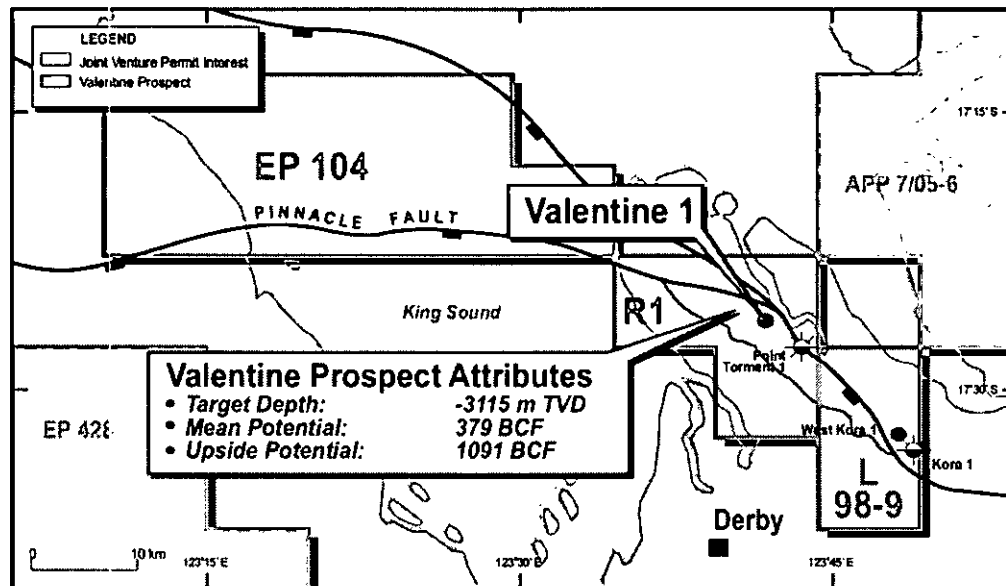 LEGEND
Joint Venture Permit Interest
Valentine Prospect
17°15' S
EP 104
APP 7/05-6
Valentine 1
PINNACLE FAULT
King Sound
R1
Point
Torment 1
Valentine Prospect Attributes
• Target Depth: -3115 m TVD
• Mean Potential: 379 BCF
• Upside Potential: 1091 BCF
17°30' S
EP 428
West Kora 1
Kora 1
L
98-9
Derby
0 10 km
123°15' E
123°30' E
123°45' E